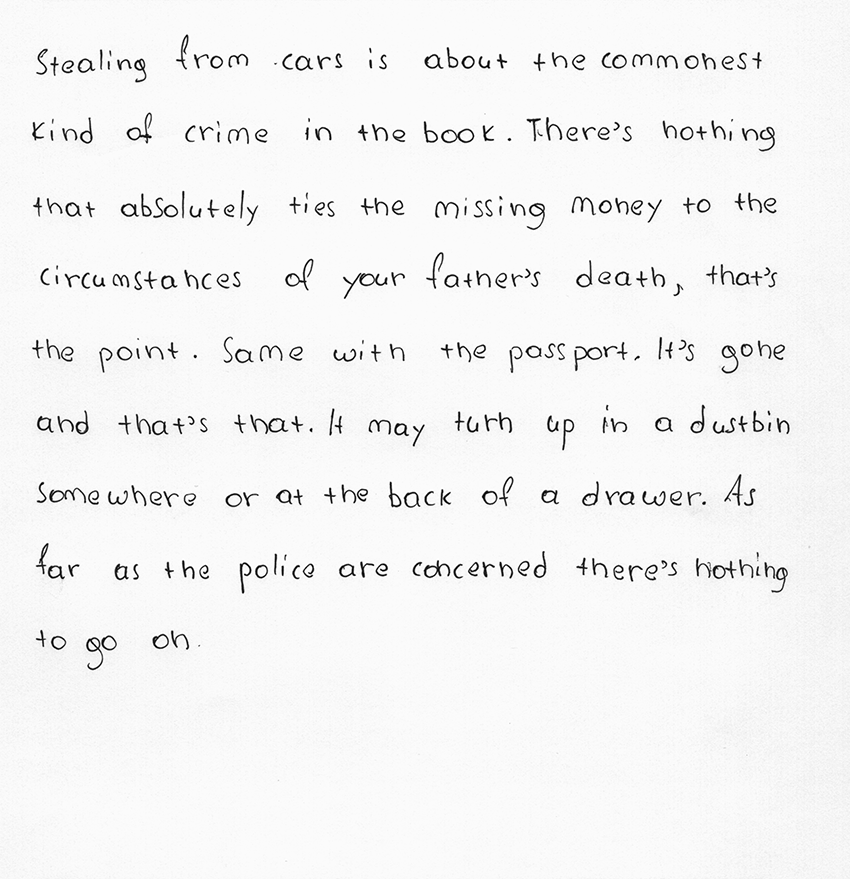 Stealing from cars is about the commonest
kind of crime in the book. There's nothing
that absolutely ties the missing money to the
circumstances of your father's death, that's
the point. Same with the passport. It's gone
and that's that. It may turn up in a dustbin
somewhere or at the back of a drawer. As
far as the police are concerned there's nothing
to go on.